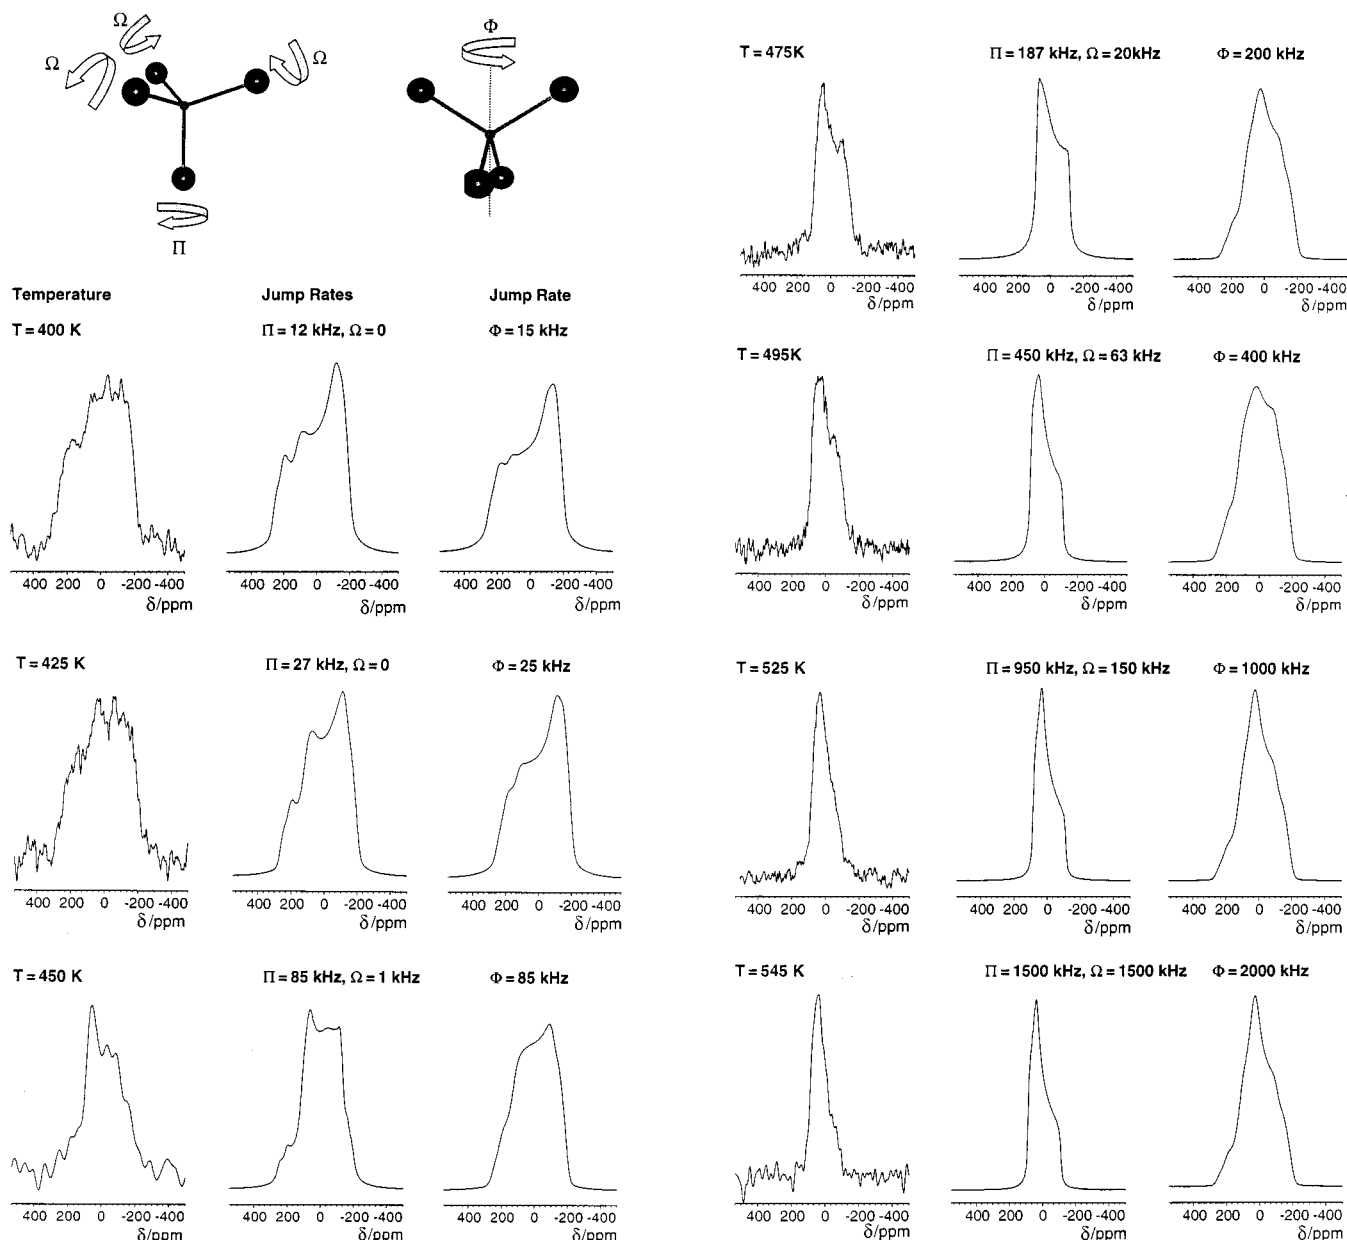 Ω
Ω
Ω
Π
Φ
Temperature Jump Rates Jump Rate
T = 400 K Π = 12 kHz, Ω = 0 Φ = 15 kHz
400 200 0 -200 -400 400 200 0 -200 -400 400 200 0 -200 -400
δ/ppm δ/ppm δ/ppm
T = 425 K Π = 27 kHz, Ω = 0 Φ = 25 kHz
400 200 0 -200 -400 400 200 0 -200 -400 400 200 0 -200 -400
δ/ppm δ/ppm δ/ppm
T = 450 K Π = 85 kHz, Ω = 1 kHz Φ = 85 kHz
400 200 0 -200 -400 400 200 0 -200 -400 400 200 0 -200 -400
δ/ppm δ/ppm δ/ppm
T = 475K Π = 187 kHz, Ω = 20kHz Φ = 200 kHz
400 200 0 -200 -400 400 200 0 -200 -400 400 200 0 -200 -400
δ/ppm δ/ppm δ/ppm
T = 495K Π = 450 kHz, Ω = 63 kHz Φ = 400 kHz
400 200 0 -200 -400 400 200 0 -200 -400 400 200 0 -200 -400
δ/ppm δ/ppm δ/ppm
T = 525 K Π = 950 kHz, Ω = 150 kHz Φ = 1000 kHz
400 200 0 -200 -400 400 200 0 -200 -400 400 200 0 -200 -400
δ/ppm δ/ppm δ/ppm
T = 545 K Π = 1500 kHz, Ω = 1500 kHz Φ = 2000 kHz
400 200 0 -200 -400 400 200 0 -200 -400 400 200 0 -200 -400
δ/ppm δ/ppm δ/ppm